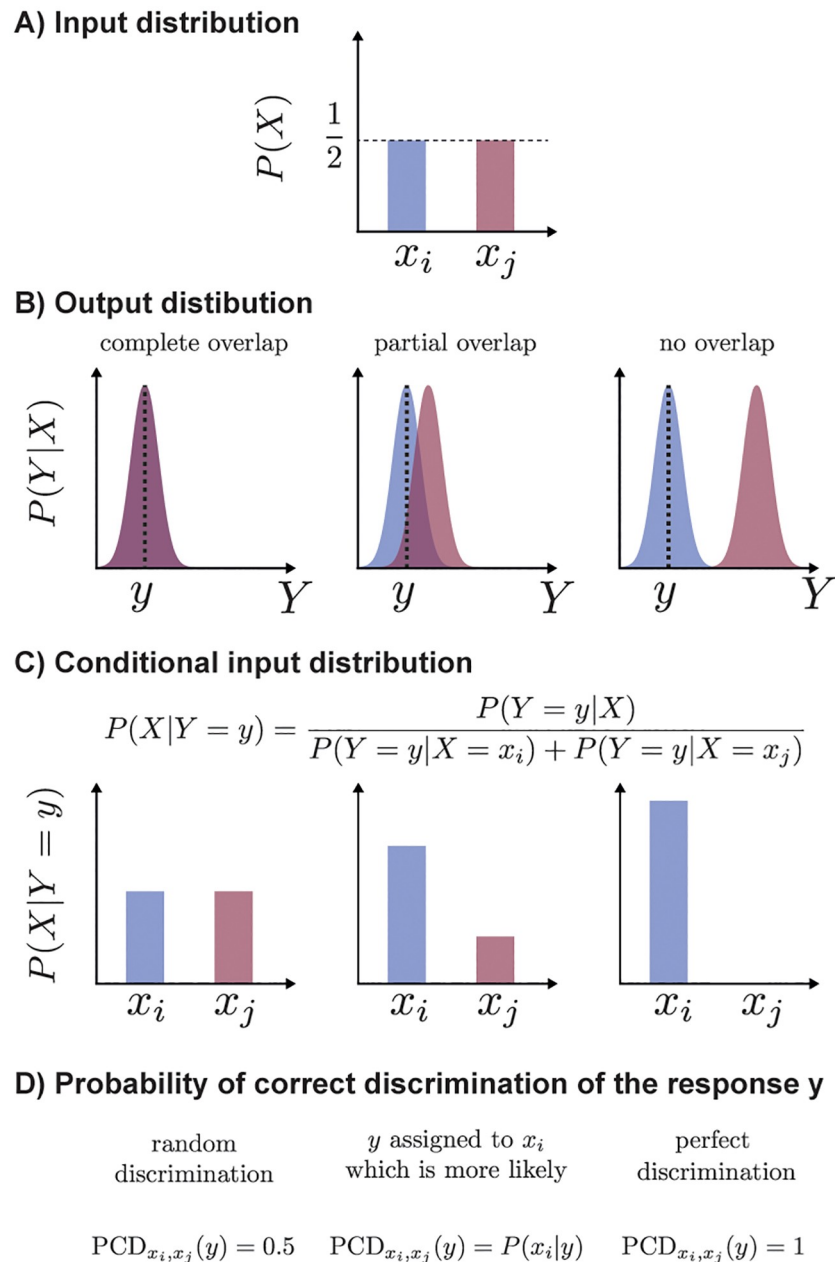 A) Input distribution
P(X)
1/2
x_i x_j
B) Output distibution
complete overlap partial overlap no overlap
P(Y|X)
y Y y Y y Y
C) Conditional input distribution
P(X|Y = y) = P(Y = y|X) / P(Y = y|X = x_i) + P(Y = y|X = x_j)
P(X|Y = y)
x_i x_j x_i x_j x_i x_j
D) Probability of correct discrimination of the response y
random y assigned to x_i perfect
discrimination which is more likely discrimination
PCD_{x_i,x_j}(y) = 0.5 PCD_{x_i,x_j}(y) = P(x_i|y) PCD_{x_i,x_j}(y) = 1